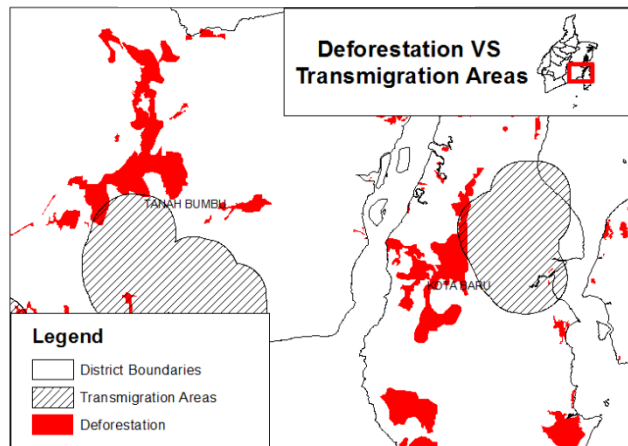 Deforestation VS
Transmigration Areas
TANAH BUMBU
KOTA BARU
Legend
District Boundaries
Transmigration Areas
Deforestation